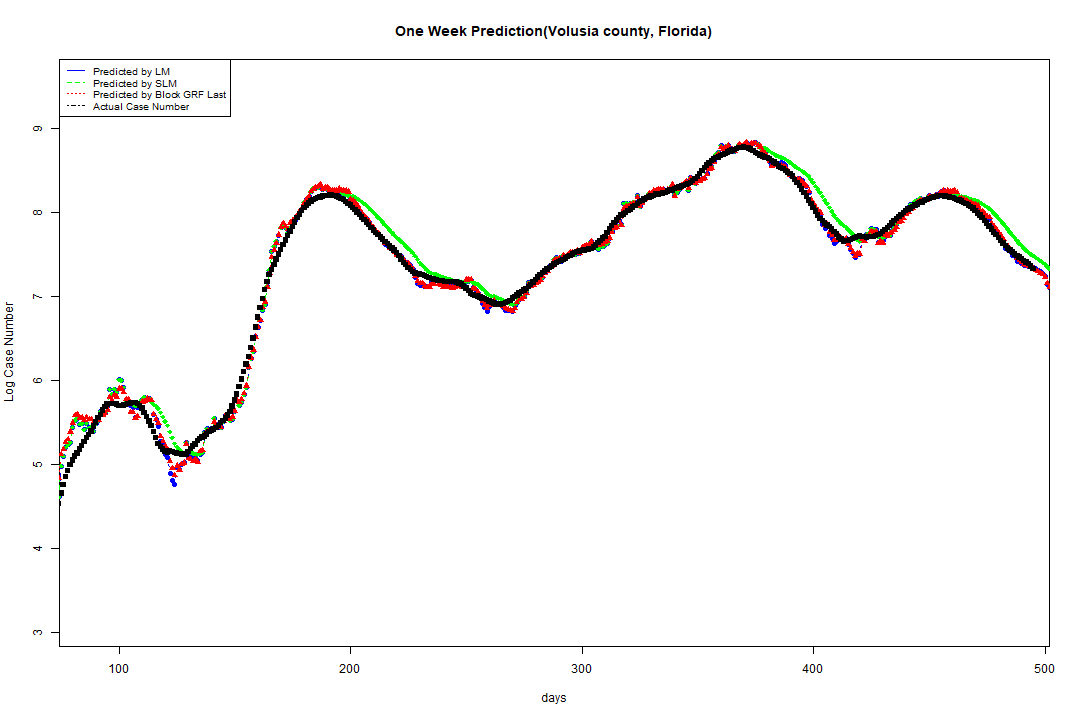 One Week Prediction(Volusia county, Florida)
Predicted by LM
Predicted by SLM
Predicted by Block GRF Last
Actual Case Number
9
8
7
6
5
4
3
Log Case Number
100 200 300 400 500
days